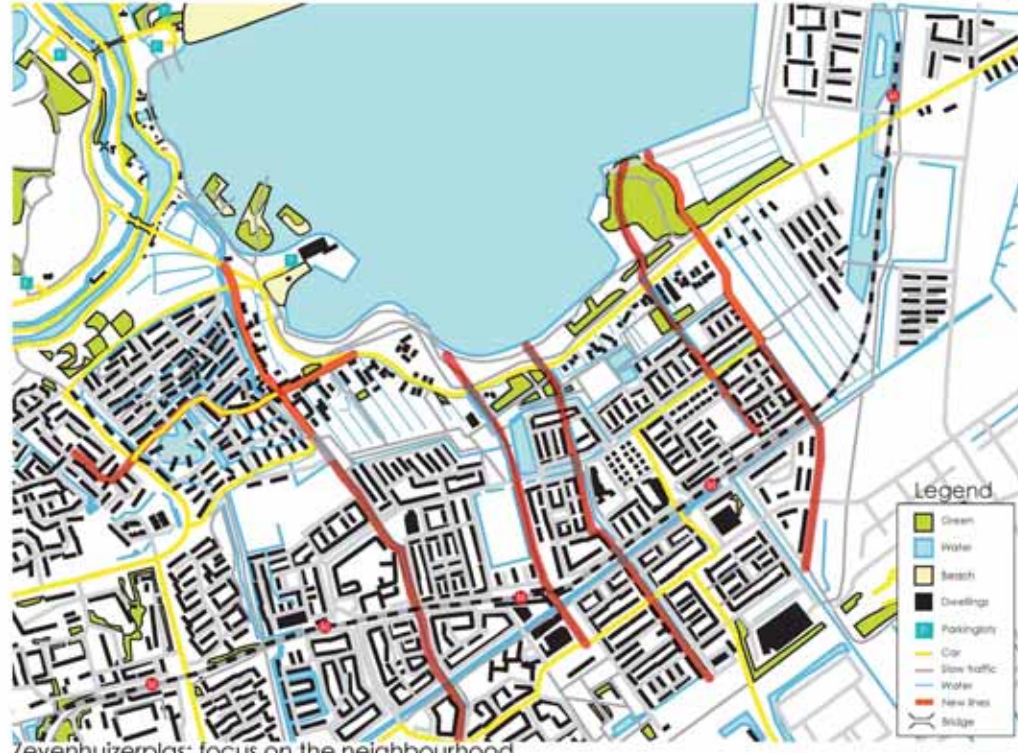 P
P
P
P
P
M
M
M
M
M
Legend
Green
Water
Beach
Dwellings
P Parkinglots
Car
Slow traffic
Water
New lines
Bridge
Zevenhuizerplas: focus on the neighbourhood